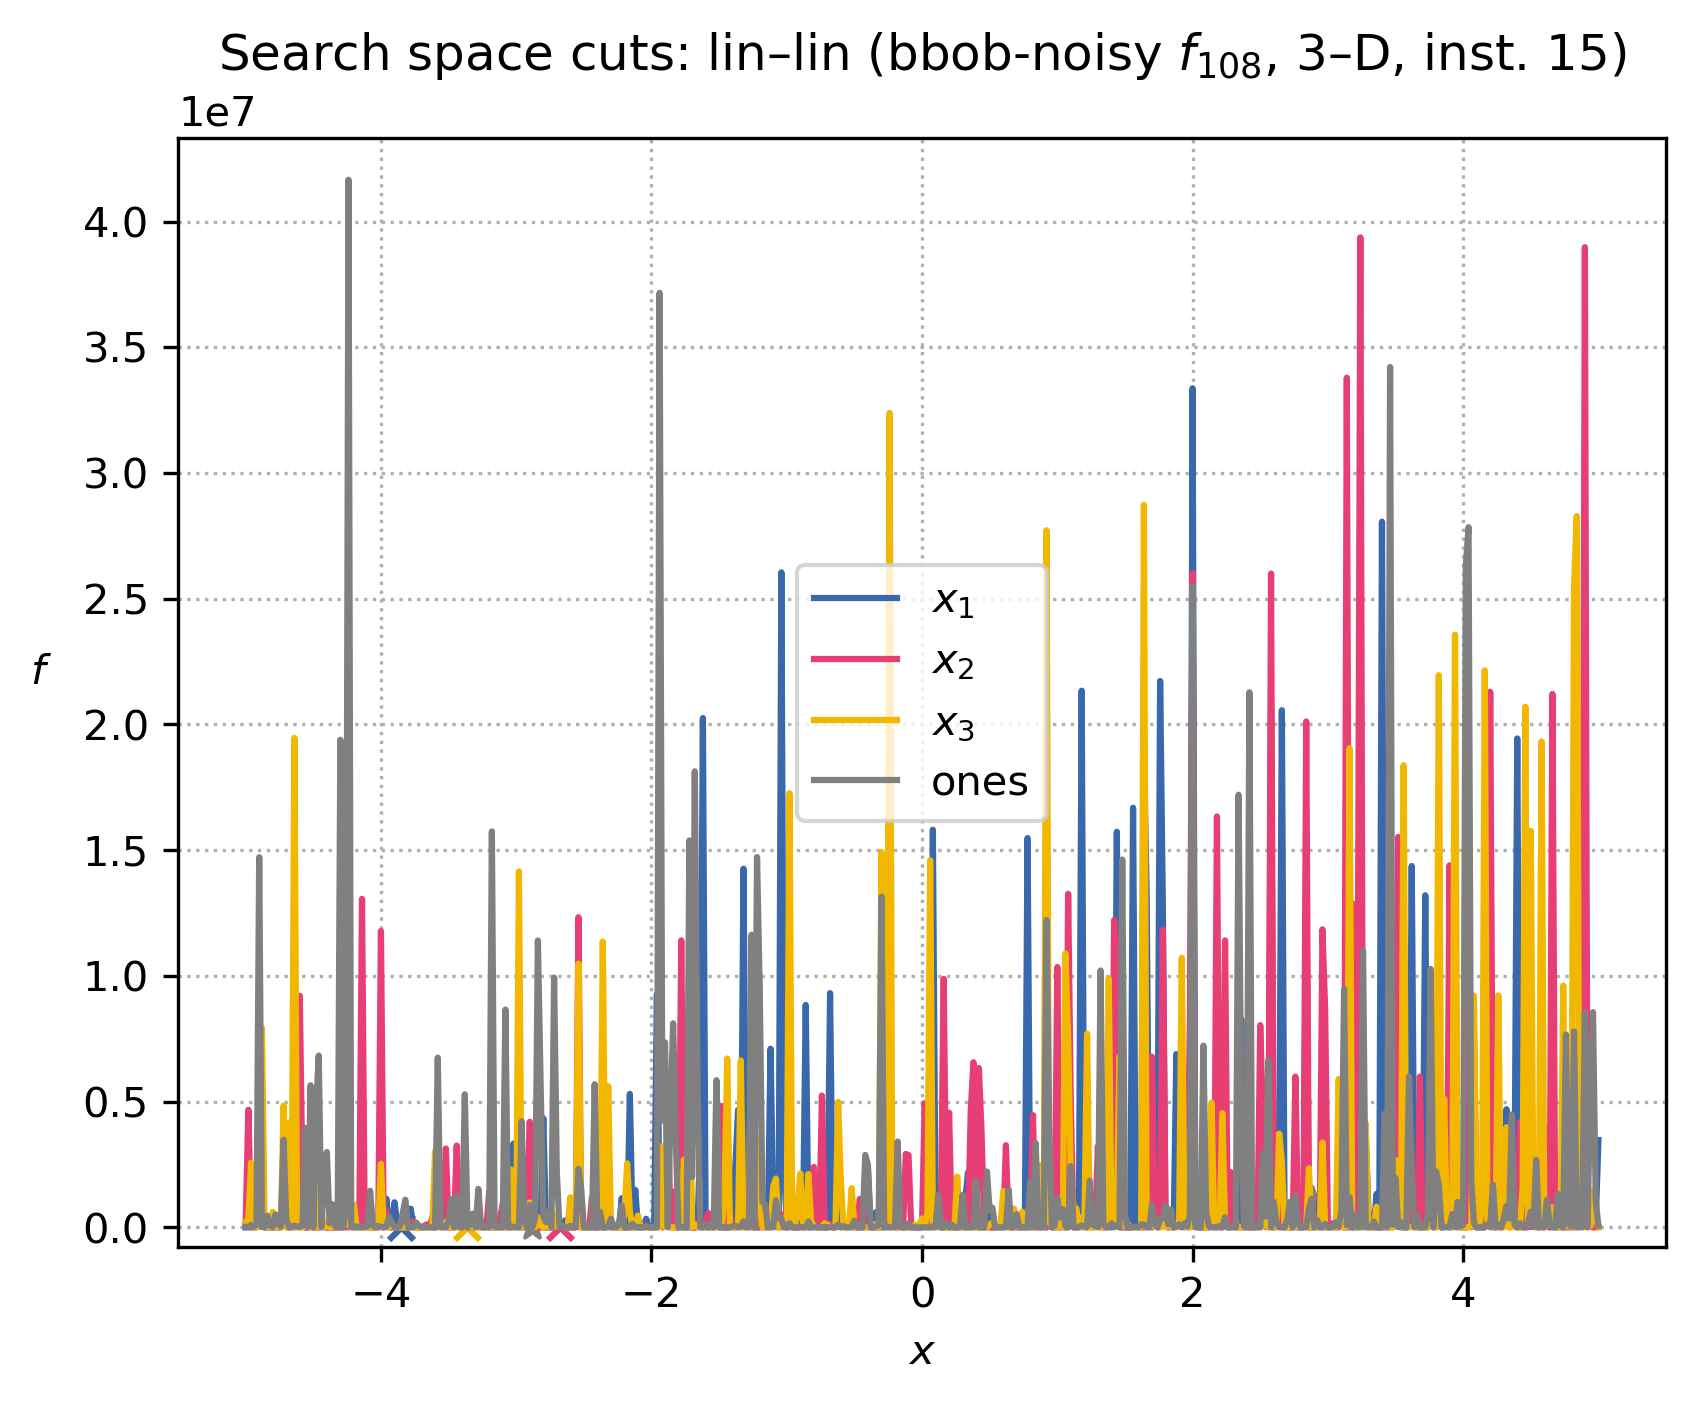 Search space cuts: lin–lin (bbob-noisy f₁₀₈, 3–D, inst. 15)
1e7
4.0
3.5
3.0
2.5
2.0
1.5
1.0
0.5
0.0
f
x₁
x₂
x₃
ones
−4 −2 0 2 4
x